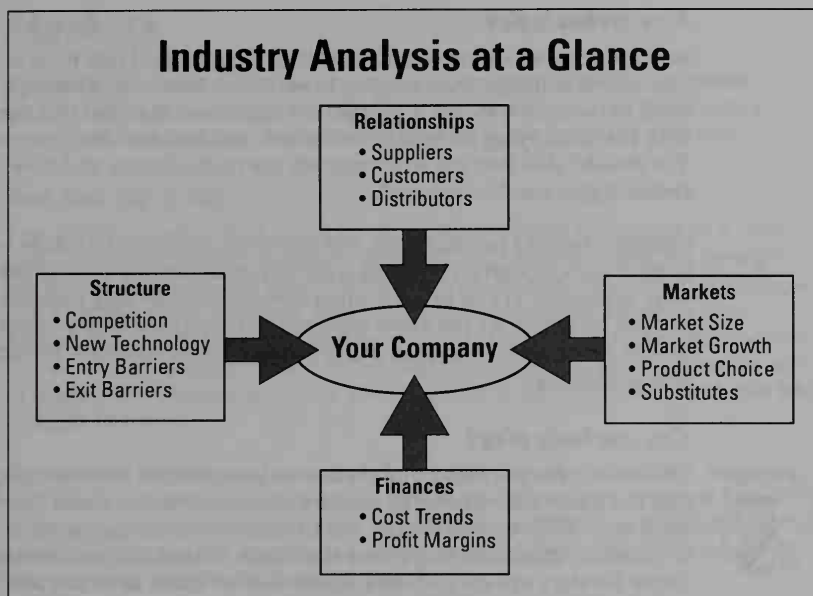 Industry Analysis at a Glance
Relationships
• Suppliers
• Customers
• Distributors
Structure
• Competition
• New Technology
• Entry Barriers
• Exit Barriers
Your Company
Markets
• Market Size
• Market Growth
• Product Choice
• Substitutes
Finances
• Cost Trends
• Profit Margins